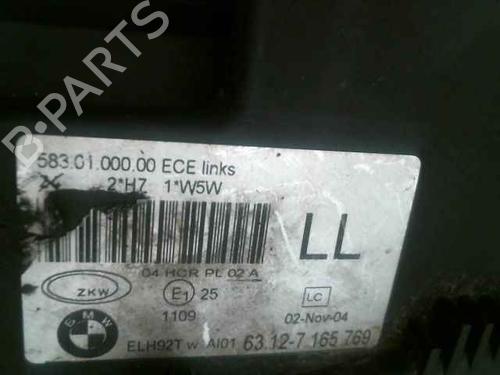 B-PARTS
583.01.000.00 ECE links
2*H7 1*W5W
LL
04 HCR PL 02 A
ZKW
E1 25
LC
BMW
1109
02-Nov-04
ELH92T w AI01 63.12-7 165 769